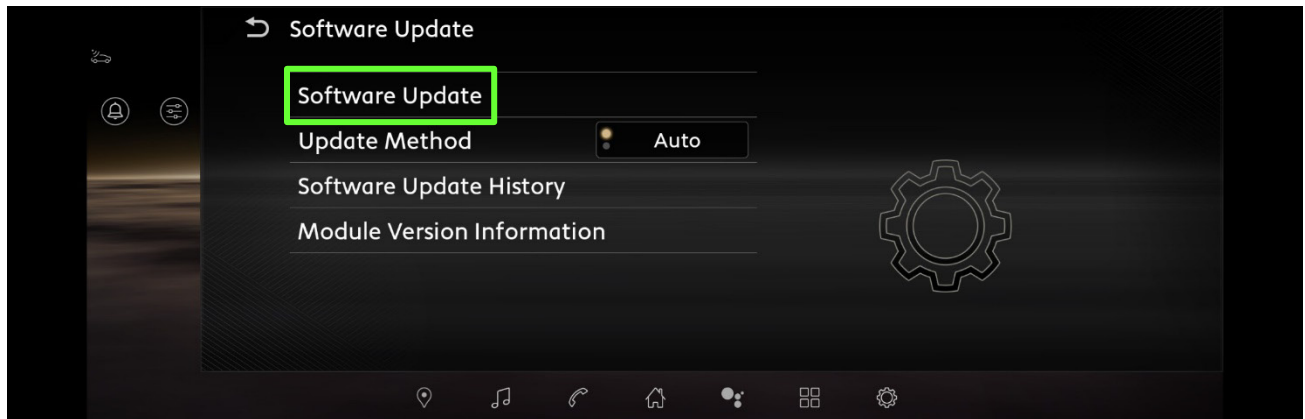 Software Update
Software Update
Update Method
Auto
Software Update History
Module Version Information